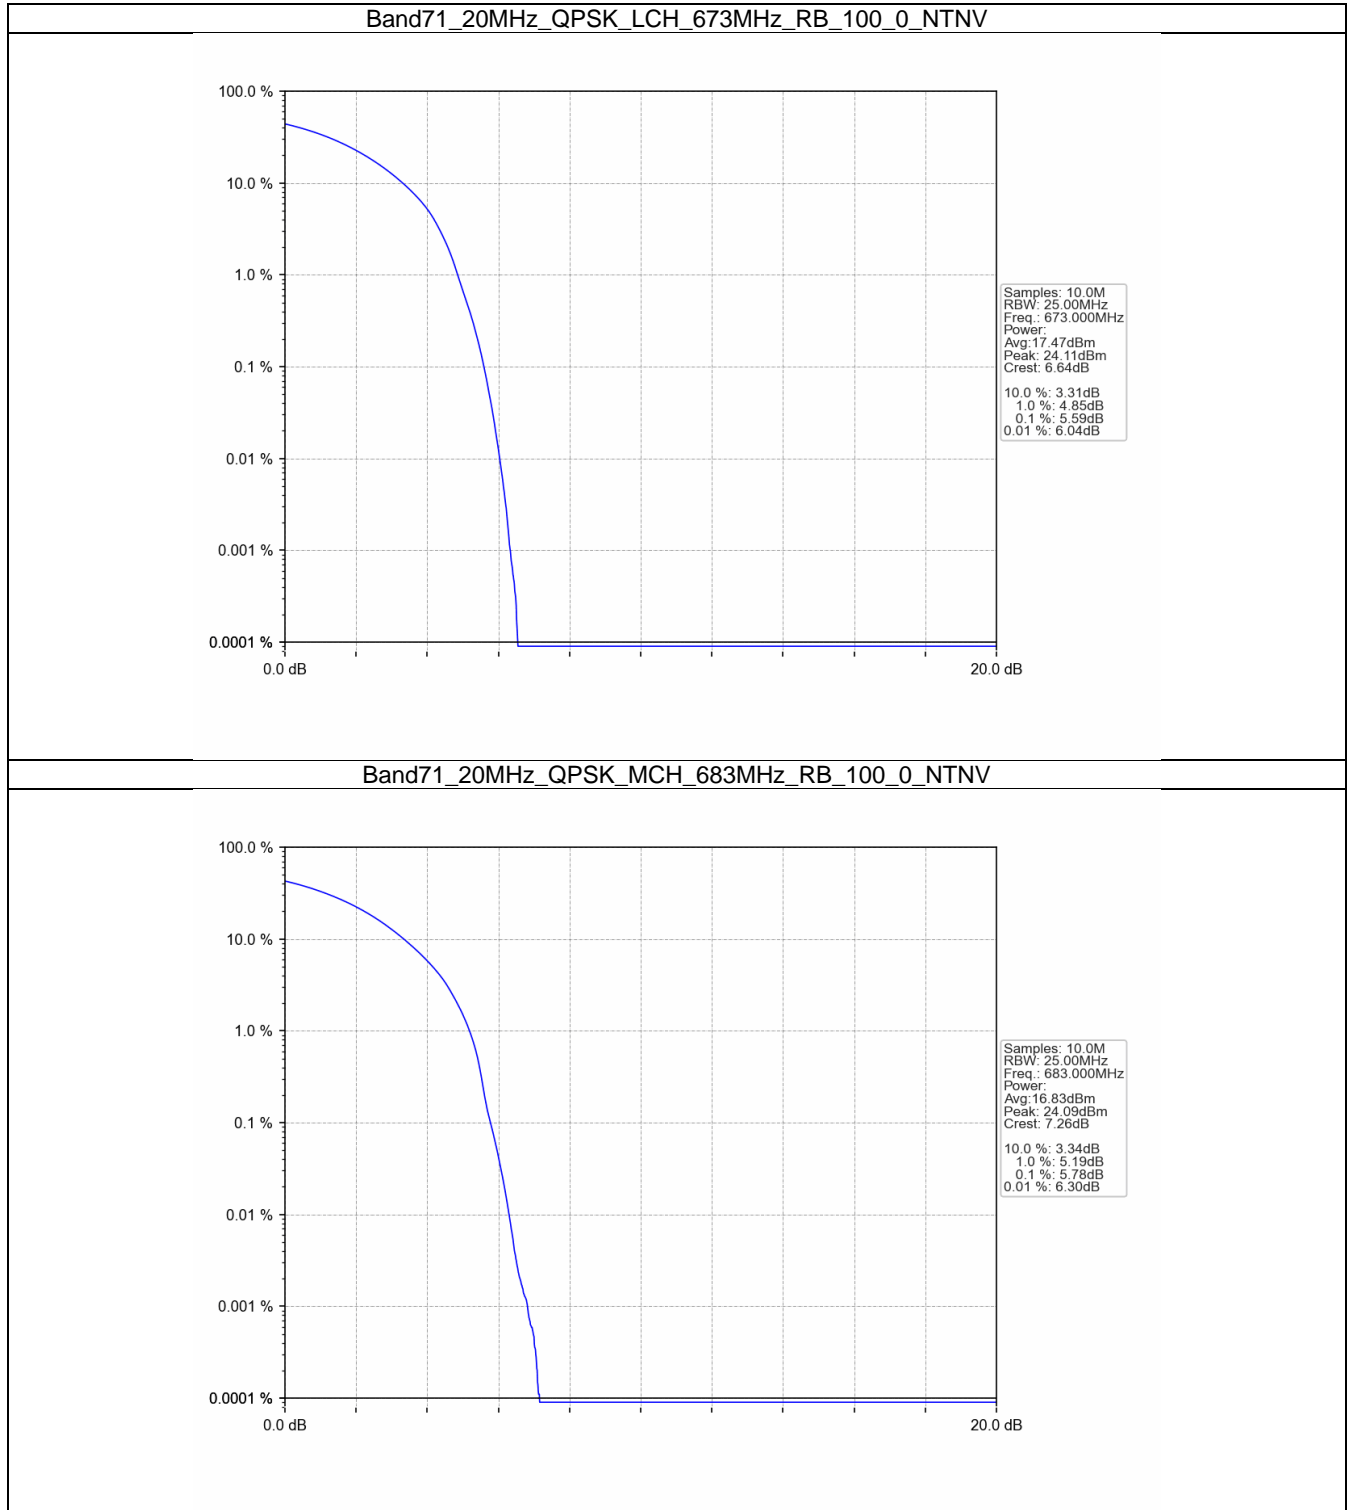 Band71_20MHz_QPSK_LCH_673MHz_RB_100_0_NTNV
100.0 %
10.0 %
1.0 %
0.1 %
0.01 %
0.001 %
0.0001 %
0.0 dB
20.0 dB
Samples: 10.0M
RBW: 25.00MHz
Freq.: 673.000MHz
Power:
Avg:17.47dBm
Peak: 24.11dBm
Crest: 6.64dB
10.0 %: 3.31dB
1.0 %: 4.85dB
0.1 %: 5.59dB
0.01 %: 6.04dB
Band71_20MHz_QPSK_MCH_683MHz_RB_100_0_NTNV
100.0 %
10.0 %
1.0 %
0.1 %
0.01 %
0.001 %
0.0001 %
0.0 dB
20.0 dB
Samples: 10.0M
RBW: 25.00MHz
Freq.: 683.000MHz
Power:
Avg:16.83dBm
Peak: 24.09dBm
Crest: 7.26dB
10.0 %: 3.34dB
1.0 %: 5.19dB
0.1 %: 5.78dB
0.01 %: 6.30dB